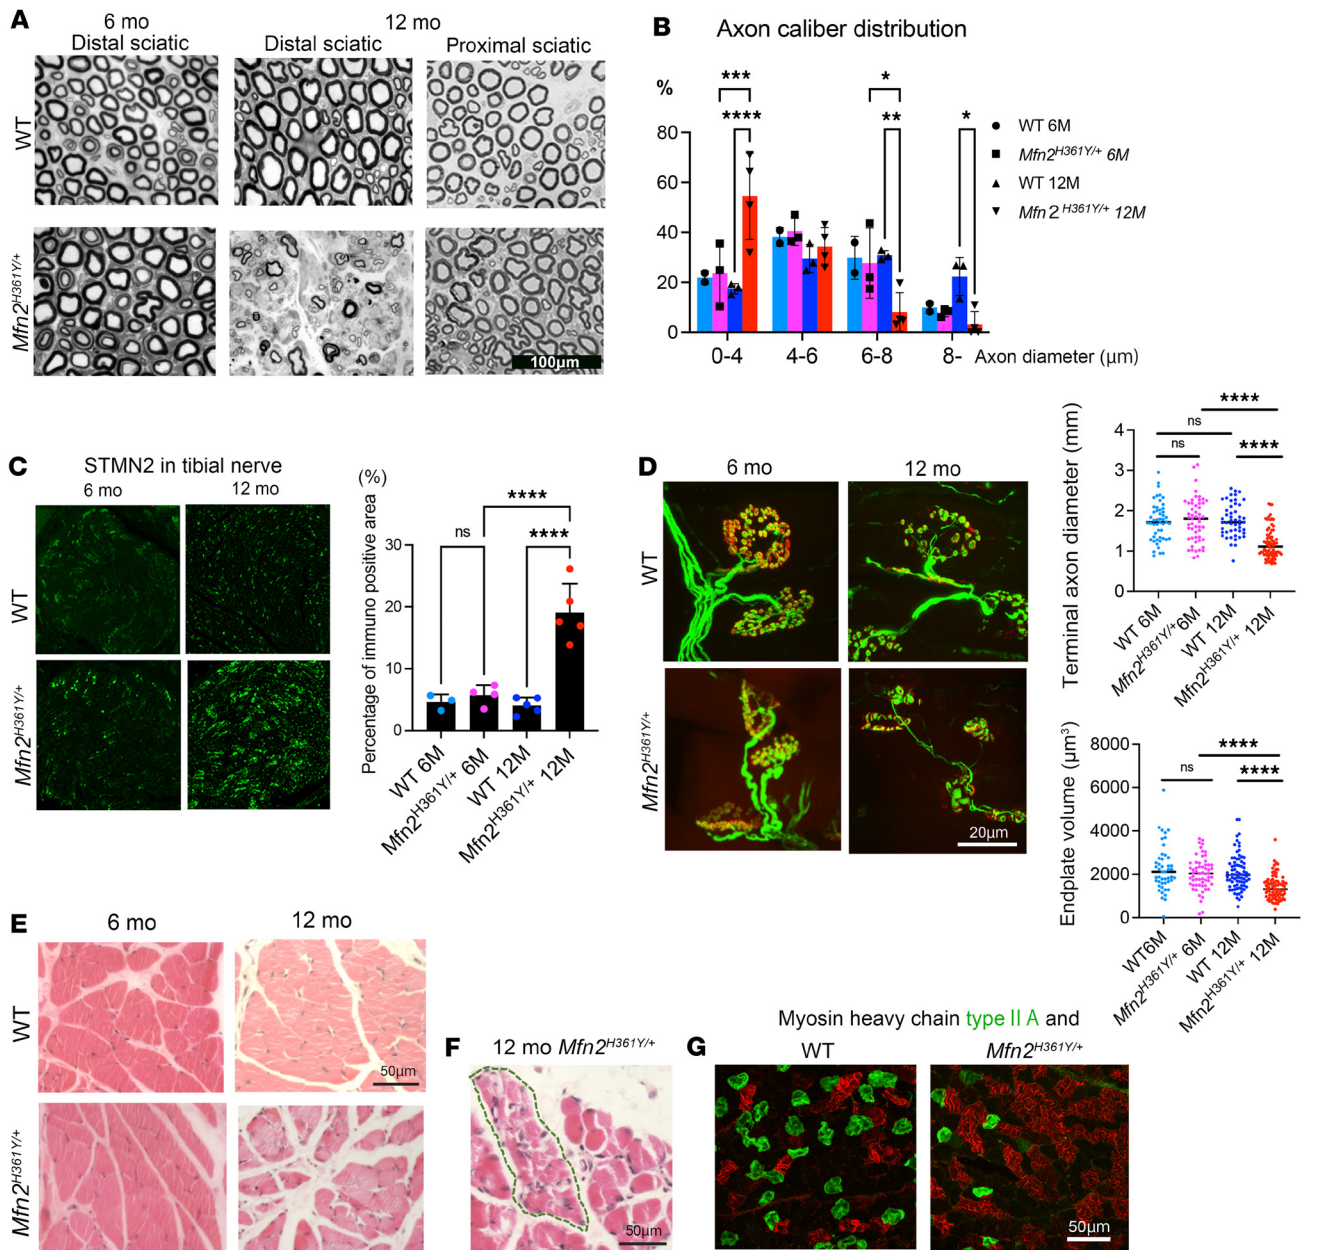 A
6 mo
Distal sciatic
12 mo
Distal sciatic
Proximal sciatic
WT
Mfn2H361Y/+
100μm
B
Axon caliber distribution
%
***
****
*
**
*
80
60
40
20
0
0-4
4-6
6-8
8-
Axon diameter (μm)
WT 6M
Mfn2H361Y/+ 6M
WT 12M
Mfn2 H361Y/+ 12M
C
STMN2 in tibial nerve
6 mo
12 mo
WT
Mfn2H361Y/+
(%)
Percentage of immuno positive area
****
ns
****
30
20
10
0
WT 6M
Mfn2H361Y/+ 6M
WT 12M
Mfn2H361Y/+ 12M
D
6 mo
12 mo
WT
Mfn2H361Y/+
20μm
Terminal axon diameter (mm)
****
ns
ns
****
4
3
2
1
0
WT 6M
Mfn2H361Y/+6M
WT 12M
Mfn2H361Y/+ 12M
Endplate volume (μm3)
****
ns
****
8000
6000
4000
2000
0
WT6M
Mfn2H361Y/+ 6M
WT 12M
Mfn2H361Y/+ 12M
E
6 mo
12 mo
WT
Mfn2H361Y/+
50μm
F
12 mo Mfn2H361Y/+
50μm
Myosin heavy chain type II A and
G
WT
Mfn2H361Y/+
50μm